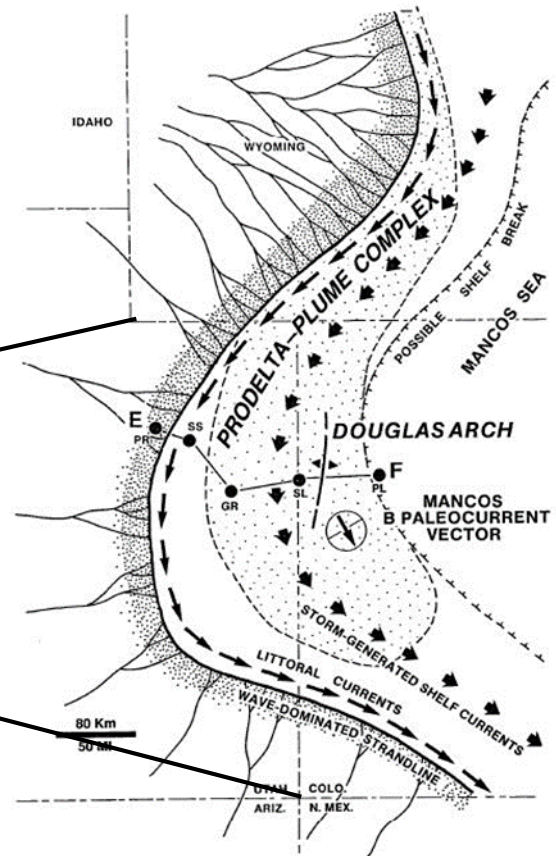 IDAHO
WYOMING
PRODELTA-PLUME COMPLEX
POSSIBLE SHELF BREAK
MANCOS SEA
E
PR
SS
GR
SL
F
PL
DOUGLAS ARCH
MANCOS
B PALEOCURRENT
VECTOR
STORM-GENERATED SHELF CURRENTS
LITTORAL CURRENTS
WAVE-DOMINATED STRANDLINE
80 Km
50 MI
UTAH COLO.
ARIZ. N. MEX.